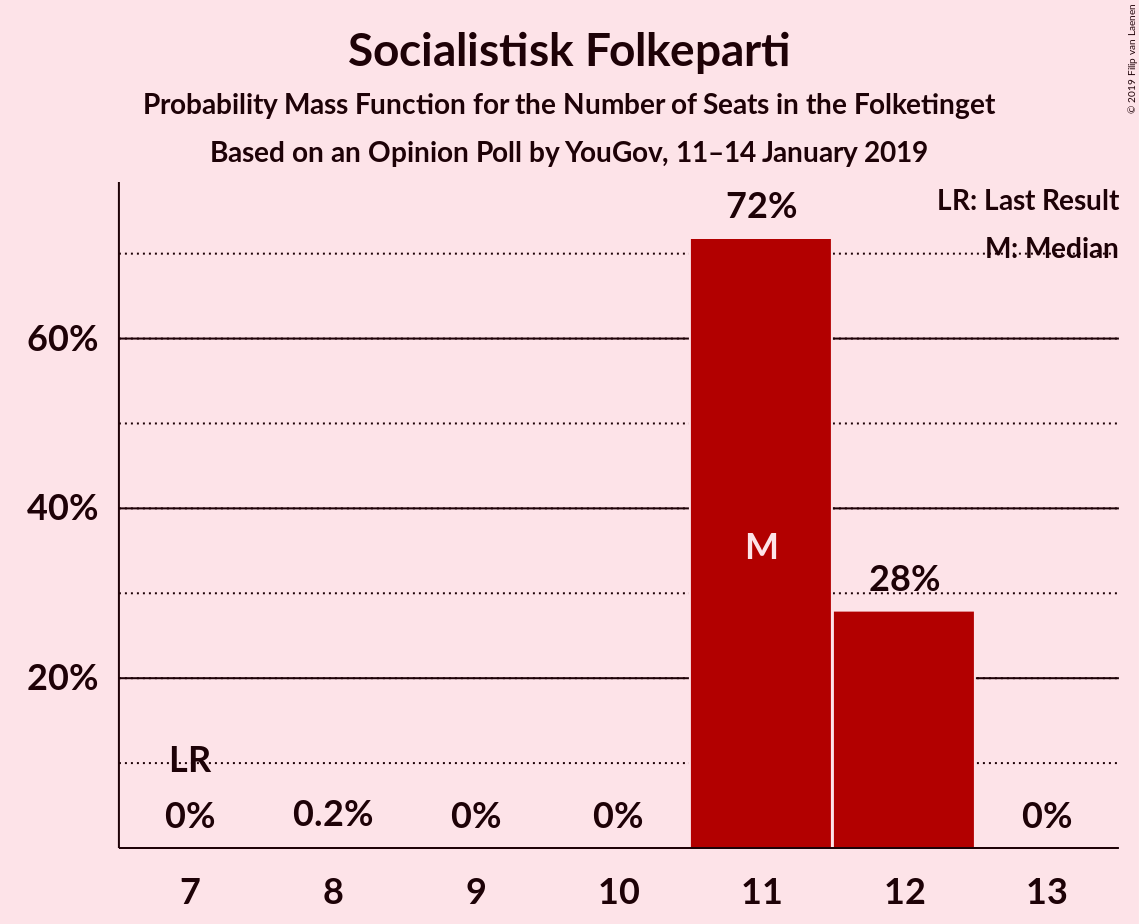 Socialistisk Folkeparti
Probability Mass Function for the Number of Seats in the Folketinget
Based on an Opinion Poll by YouGov, 11–14 January 2019
© 2019 Filip van Laenen
LR: Last Result
M: Median
72%
60%
40%
M
28%
20%
LR
0%
0.2%
0%
0%
0%
7
8
9
10
11
12
13